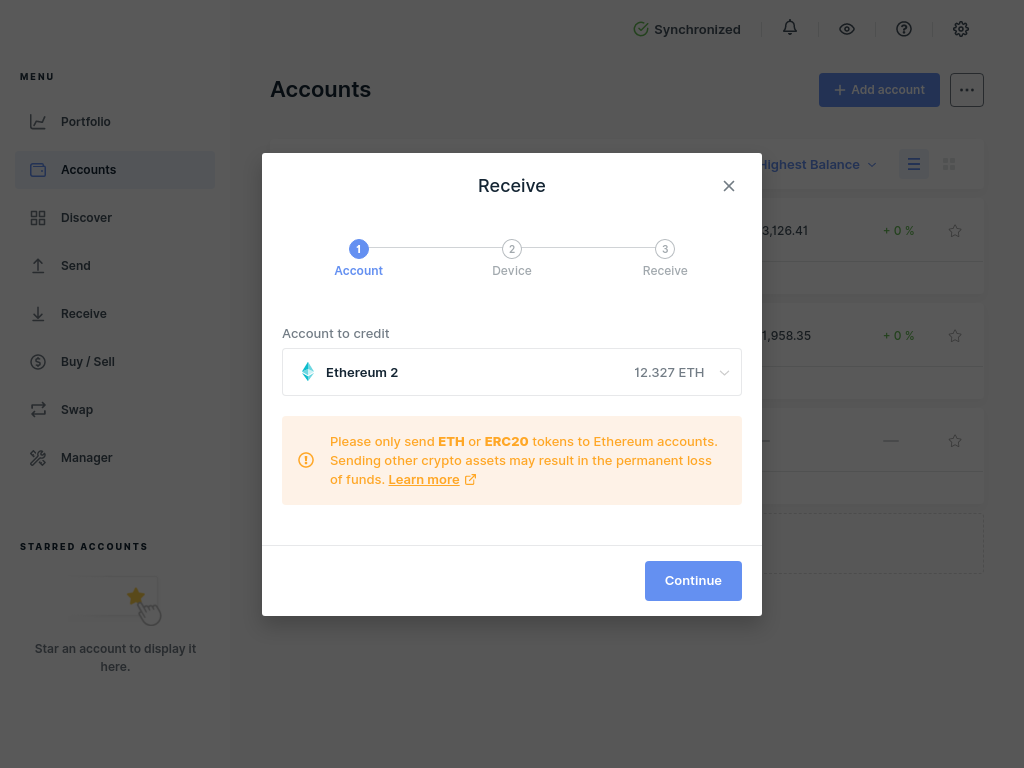 Synchronized
MENU
Portfolio
Accounts
Discover
Send
Receive
Buy / Sell
Swap
Manager
STARRED ACCOUNTS
Star an account to display it
here.
Accounts
Add account
Highest Balance
3,126.41
+ 0 %
1,958.35
+ 0 %
—
—
Receive
1
2
3
Account
Device
Receive
Account to credit
Ethereum 2
12.327 ETH
Please only send ETH or ERC20 tokens to Ethereum accounts.
Sending other crypto assets may result in the permanent loss
of funds. Learn more
Continue